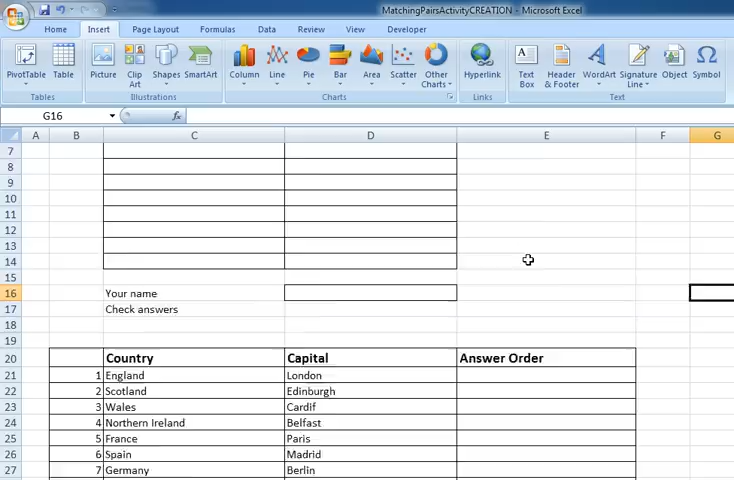 MatchingPairsActivityCREATION - Microsoft Excel
Home Insert Page Layout Formulas Data Review View Developer
PivotTable Table Picture Clip Art Shapes SmartArt Column Line Pie Bar Area Scatter Other Charts Hyperlink Text Box Header & Footer WordArt Signature Line Object Symbol
Tables Illustrations Charts Links Text
G16 fx
A B C D E F G
7
8
9
10
11
12
13
14
15
16 Your name
17 Check answers
18
19
20 Country Capital Answer Order
21 1 England London
22 2 Scotland Edinburgh
23 3 Wales Cardif
24 4 Northern Ireland Belfast
25 5 France Paris
26 6 Spain Madrid
27 7 Germany Berlin